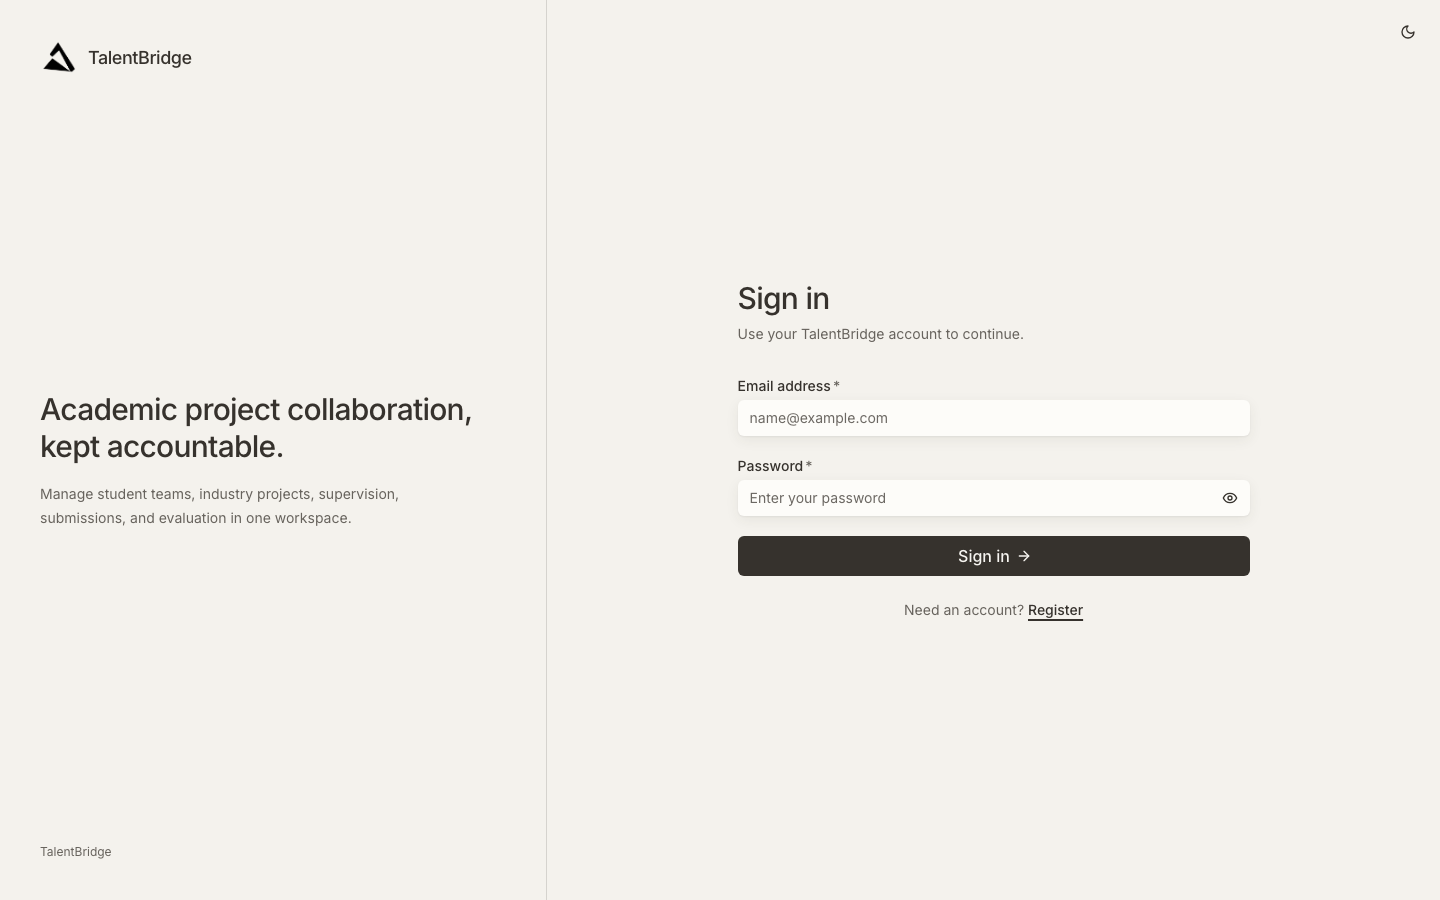 TalentBridge
Academic project collaboration,
kept accountable.
Manage student teams, industry projects, supervision,
submissions, and evaluation in one workspace.
TalentBridge
Sign in
Use your TalentBridge account to continue.
Email address *
name@example.com
Password *
Enter your password
Sign in →
Need an account? Register